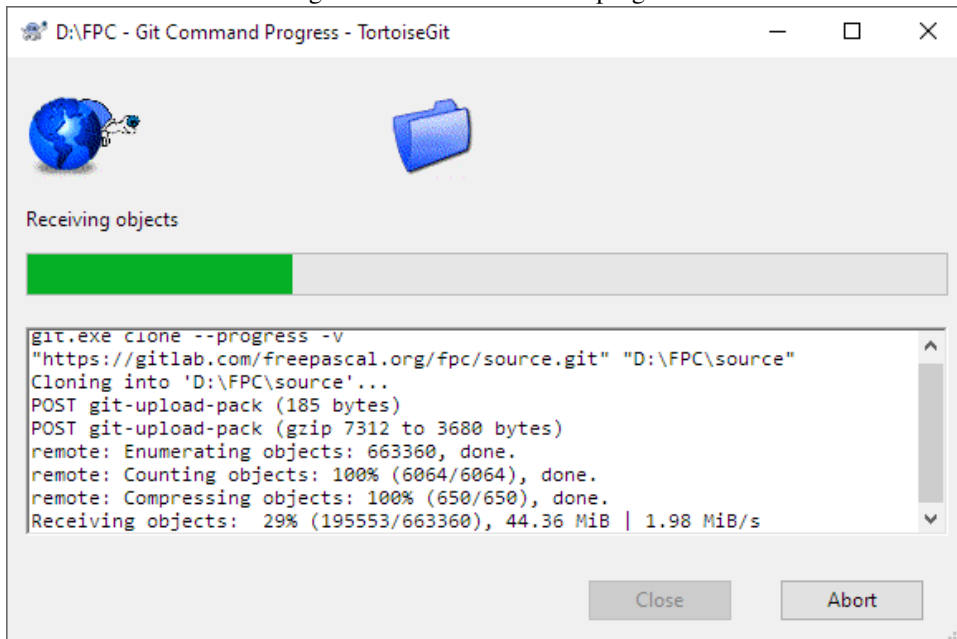 D:\FPC - Git Command Progress - TortoiseGit
Receiving objects
git.exe clone --progress -v
"https://gitlab.com/freepascal.org/fpc/source.git" "D:\FPC\source"
Cloning into 'D:\FPC\source'...
POST git-upload-pack (185 bytes)
POST git-upload-pack (gzip 7312 to 3680 bytes)
remote: Enumerating objects: 663360, done.
remote: Counting objects: 100% (6064/6064), done.
remote: Compressing objects: 100% (650/650), done.
Receiving objects:  29% (195553/663360), 44.36 MiB | 1.98 MiB/s
Close Abort